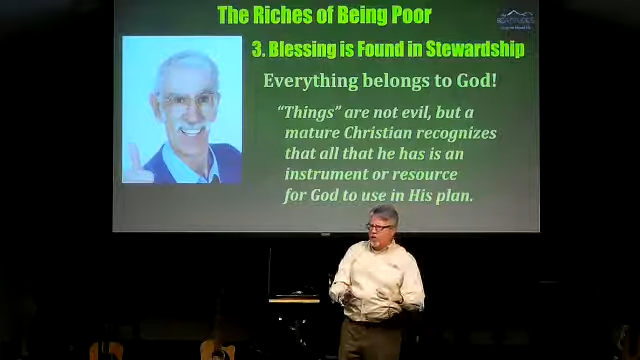 The Riches of Being Poor
BEATITUDES
3. Blessing is Found in Stewardship
Everything belongs to God!
"Things" are not evil, but a
mature Christian recognizes
that all that he has is an
instrument or resource
for God to use in His plan.